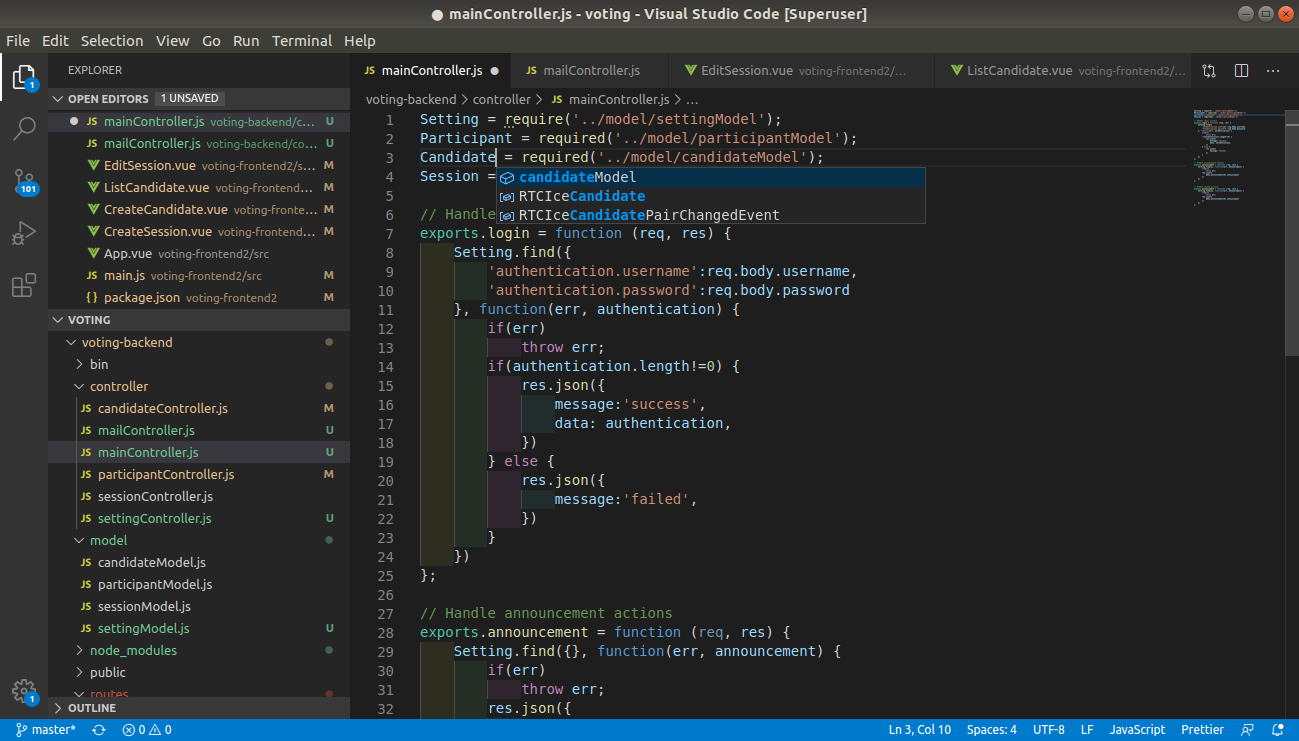 ● mainController.js - voting - Visual Studio Code [Superuser]
File Edit Selection View Go Run Terminal Help
1
101
1
EXPLORER
OPEN EDITORS 1 UNSAVED
● JS mainController.js voting-backend/c... U
JS mailController.js voting-backend/co... U
EditSession.vue voting-frontend2/s... M
ListCandidate.vue voting-frontend... M
CreateCandidate.vue voting-fronte... M
CreateSession.vue voting-frontend... M
App.vue voting-frontend2/src
JS main.js voting-frontend2/src M
{} package.json voting-frontend2 M
VOTING
voting-backend
bin
controller
JS candidateController.js M
JS mailController.js U
JS mainController.js U
JS participantController.js M
JS sessionController.js
JS settingController.js U
model
JS candidateModel.js
JS participantModel.js
JS sessionModel.js
JS settingModel.js U
node_modules
public
routes
OUTLINE
JS mainController.js ● JS mailController.js EditSession.vue voting-frontend2/... ListCandidate.vue voting-frontend2/... ...
voting-backend > controller > JS mainController.js > ...
1 Setting = require('../model/settingModel');
2 Participant = required('../model/participantModel');
3 Candidate = required('../model/candidateModel');
4 Session =
candidateModel
RTCIceCandidate
RTCIceCandidatePairChangedEvent
5
6 // Handle
7 exports.login = function (req, res) {
8 Setting.find({
9 'authentication.username':req.body.username,
10 'authentication.password':req.body.password
11 }, function(err, authentication) {
12 if(err)
13 throw err;
14 if(authentication.length!=0) {
15 res.json({
16 message:'success',
17 data: authentication,
18 })
19 } else {
20 res.json({
21 message:'failed',
22 })
23 }
24 })
25 };
26
27 // Handle announcement actions
28 exports.announcement = function (req, res) {
29 Setting.find({}, function(err, announcement) {
30 if(err)
31 throw err;
32 res.json({
master* 0 0 Ln 3, Col 10 Spaces: 4 UTF-8 LF JavaScript Prettier